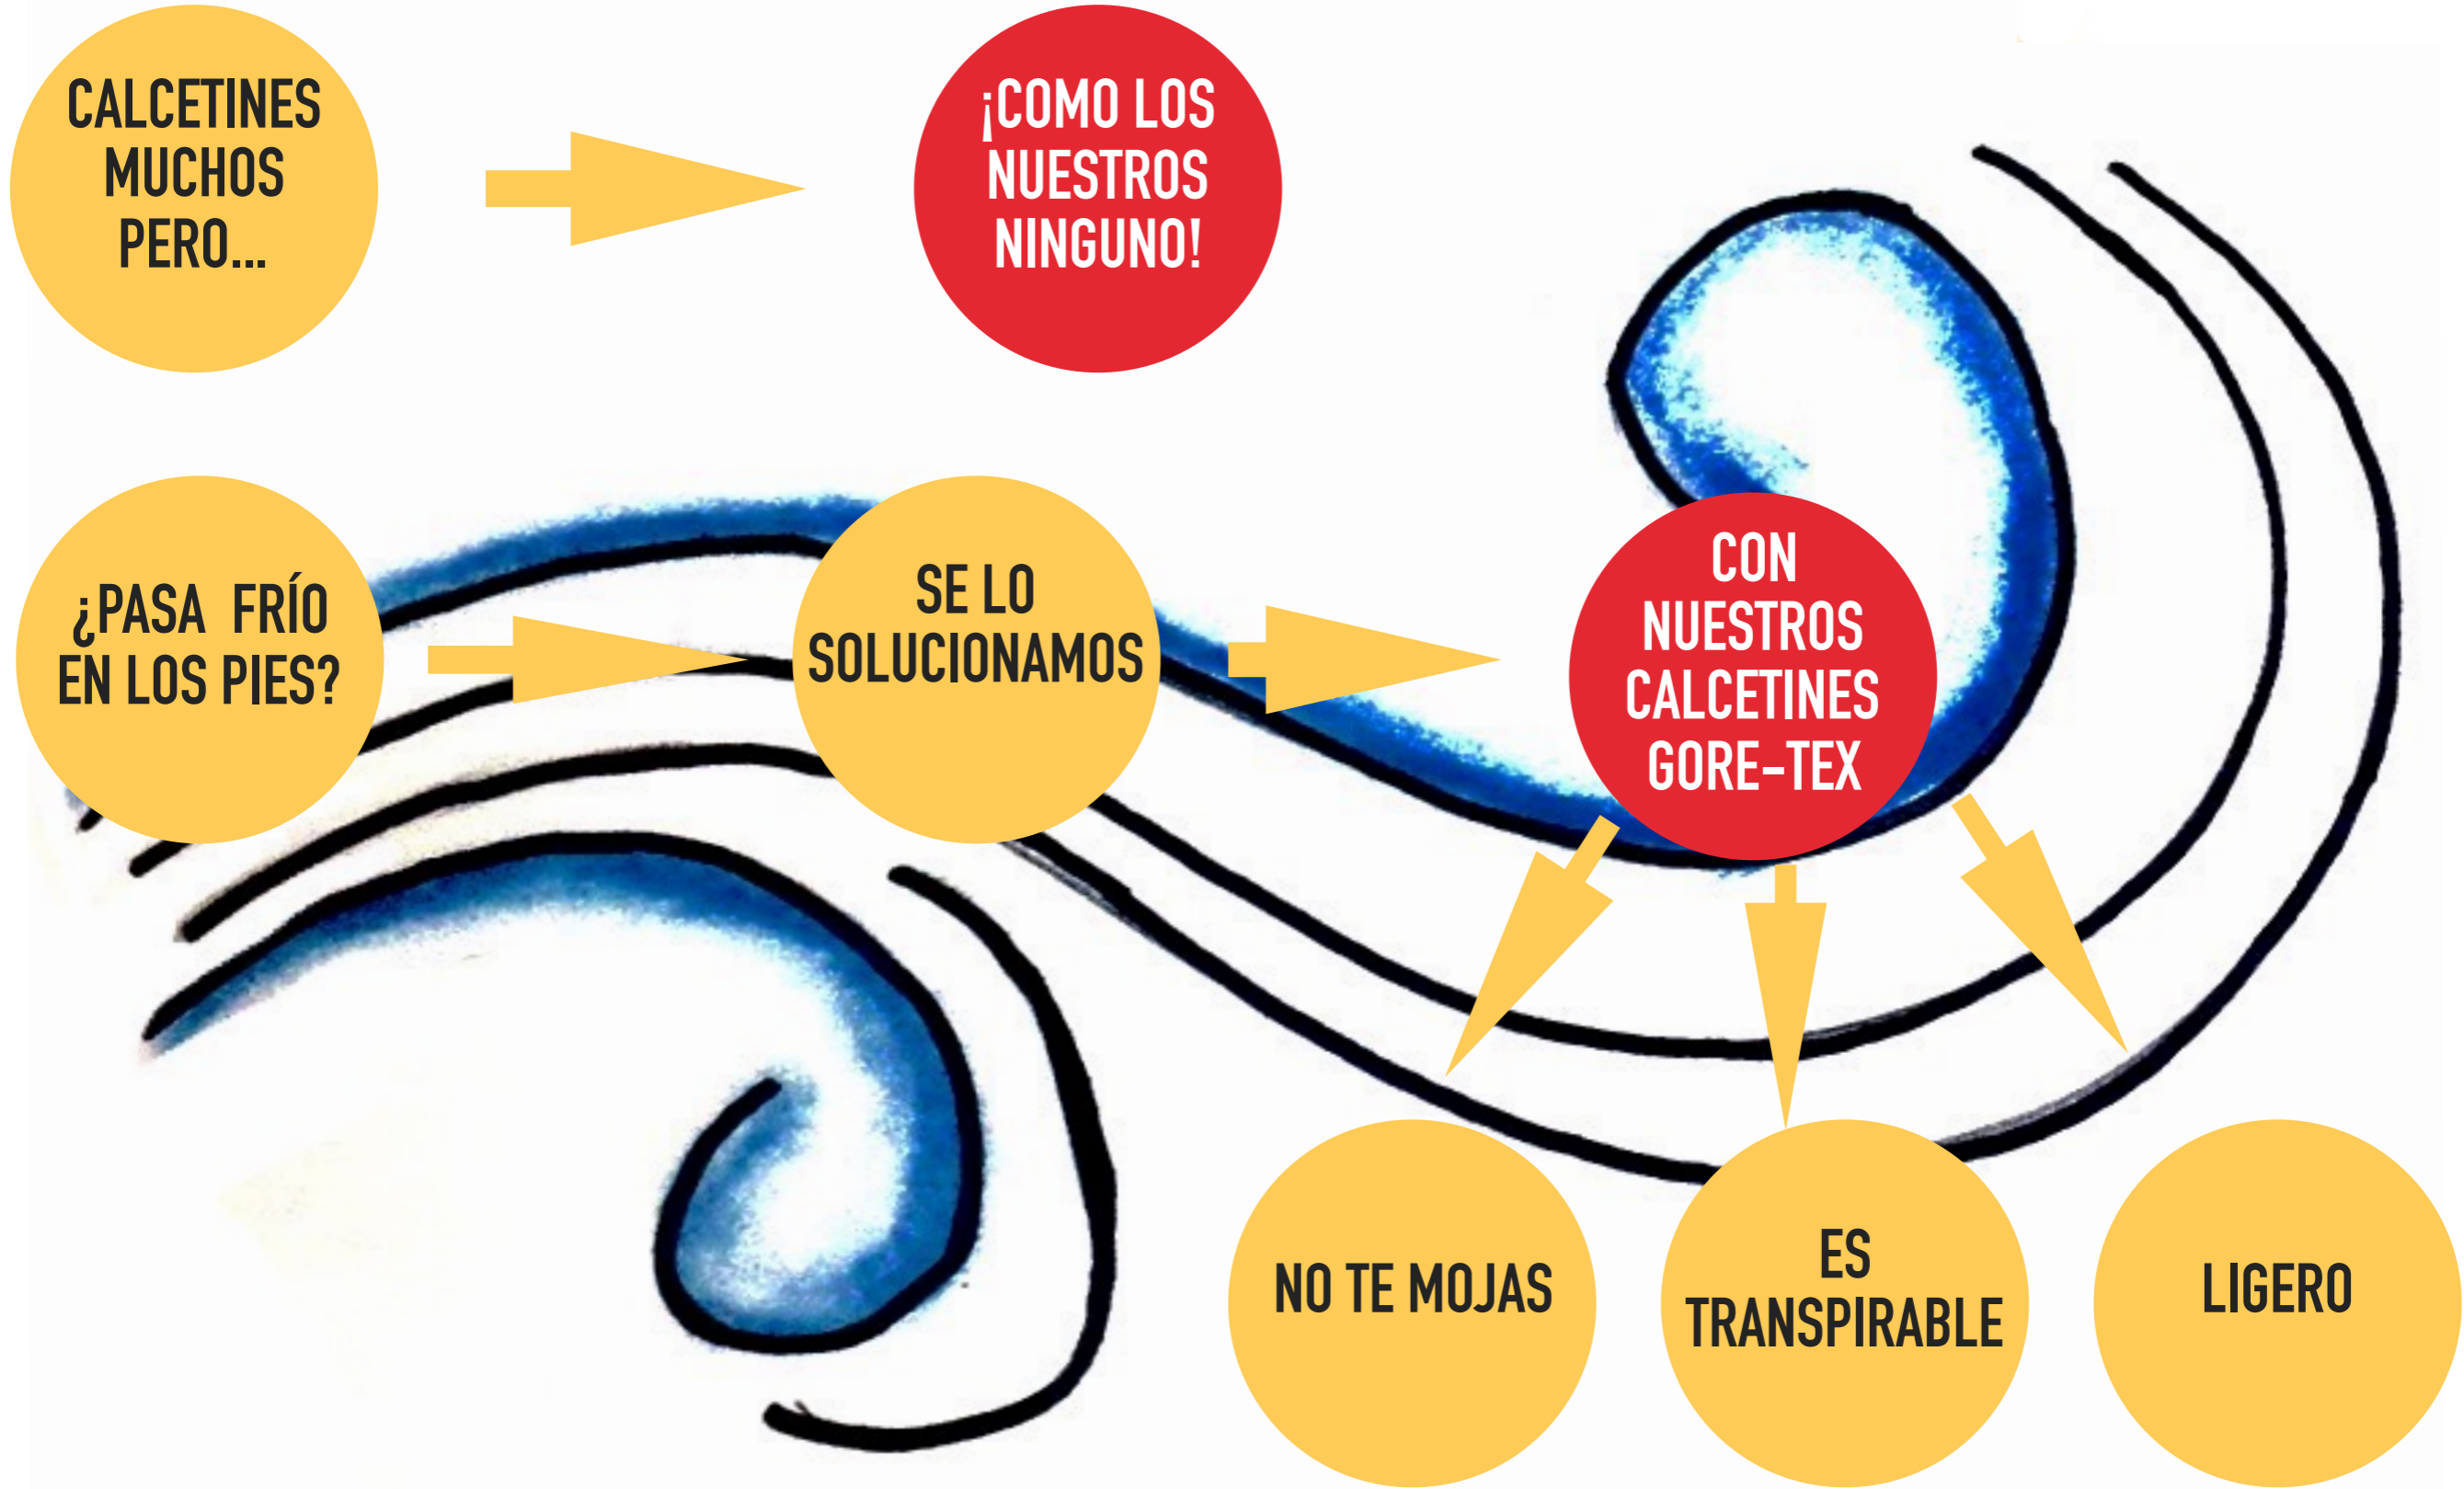 CALCETINES
MUCHOS
PERO...
¡COMO LOS
NUESTROS
NINGUNO!
¿PASA FRÍO
EN LOS PIES?
SE LO
SOLUCIONAMOS
CON
NUESTROS
CALCETINES
GORE-TEX
NO TE MOJAS
ES
TRANSPIRABLE
LIGERO